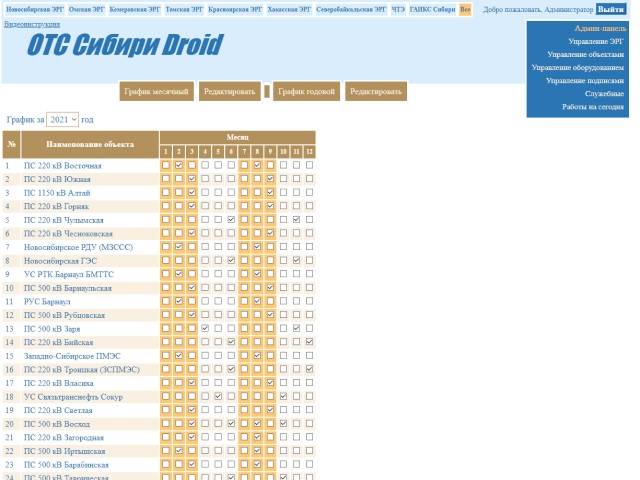 Новосибирская ЭРГ Омская ЭРГ Кемеровская ЭРГ Томская ЭРГ Красноярская ЭРГ Хакасская ЭРГ Северобайкальская ЭРГ ЧТЭ ГАИКС Сибири Все Добро пожаловать, Администратор Выйти
Видеоинструкция
ОТС Сибири Droid
Админ-панель
Управление ЭРГ
Управление объектами
Управление оборудованием
Управление подписями
Служебные
Работы на сегодня
График месячный Редактировать График годовой Редактировать
График за 2021 год
№ Наименование объекта Месяц
1 2 3 4 5 6 7 8 9 10 11 12
1 ПС 220 кВ Восточная
2 ПС 220 кВ Южная
3 ПС 1150 кВ Алтай
4 ПС 220 кВ Горняк
5 ПС 220 кВ Чулымская
6 ПС 220 кВ Чесноковская
7 Новосибирское РДУ (МЗССС)
8 Новосибирская ГЭС
9 УС РТК Барнаул БМТТС
10 ПС 500 кВ Барнаульская
11 РУС Барнаул
12 ПС 500 кВ Рубцовская
13 ПС 500 кВ Заря
14 ПС 220 кВ Бийская
15 Западно-Сибирское ПМЭС
16 ПС 220 кВ Троицкая (ЗСПМЭС)
17 ПС 220 кВ Власиха
18 УС Связьтранснефть Сокур
19 ПС 220 кВ Светлая
20 ПС 500 кВ Восход
21 ПС 220 кВ Загородная
22 ПС 500 кВ Иртышская
23 ПС 500 кВ Барабинская
24 ПС 500 кВ Таврическая